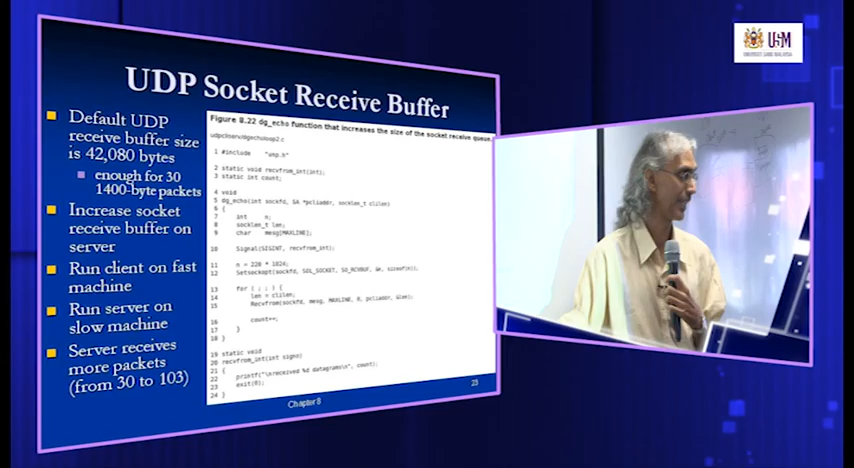 UDP Socket Receive Buffer
Default UDP
receive buffer size
is 42,080 bytes
enough for 30
1400-byte packets
Increase socket
receive buffer on
server
Run client on fast
machine
Run server on
slow machine
Server receives
more packets
(from 30 to 103)
Figure 8.22 dg_echo function that increases the size of the socket receive queue.
udpcliserv/dgecholoop2.c
1 #include "unp.h"
2 static void recvfrom_int(int);
3 static int count;
4 void
5 dg_echo(int sockfd, SA *pcliaddr, socklen_t clilen)
6 {
7 int n;
8 socklen_t len;
9 char mesg[MAXLINE];
10 Signal(SIGINT, recvfrom_int);
11 n = 220 * 1024;
12 Setsockopt(sockfd, SOL_SOCKET, SO_RCVBUF, &n, sizeof(n));
13 for ( ; ; ) {
14 len = clilen;
15 Recvfrom(sockfd, mesg, MAXLINE, 0, pcliaddr, &len);
16 count++;
17 }
18 }
19 static void
20 recvfrom_int(int signo)
21 {
22 printf("\nreceived %d datagrams\n", count);
23 exit(0);
24 }
Chapter 8
23
USM
UNIVERSITI SAINS MALAYSIA